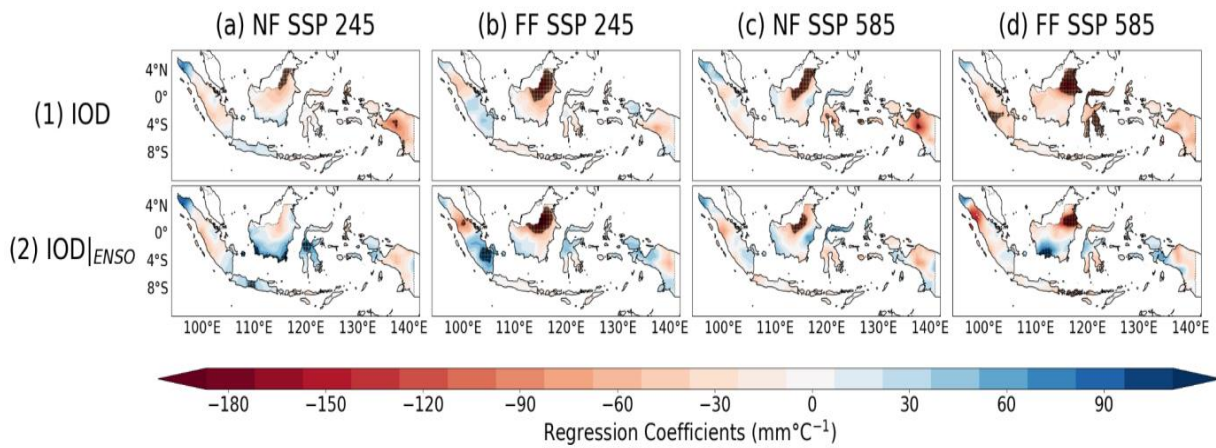 (a) NF SSP 245 (b) FF SSP 245 (c) NF SSP 585 (d) FF SSP 585
(1) IOD
4°N
0°
4°S
8°S
(2) IOD|ENSO
4°N
0°
4°S
8°S
100°E 110°E 120°E 130°E 140°E 100°E 110°E 120°E 130°E 140°E 100°E 110°E 120°E 130°E 140°E 100°E 110°E 120°E 130°E 140°E
−180 −150 −120 −90 −60 −30 0 30 60 90
Regression Coefficients (mm°C⁻¹)